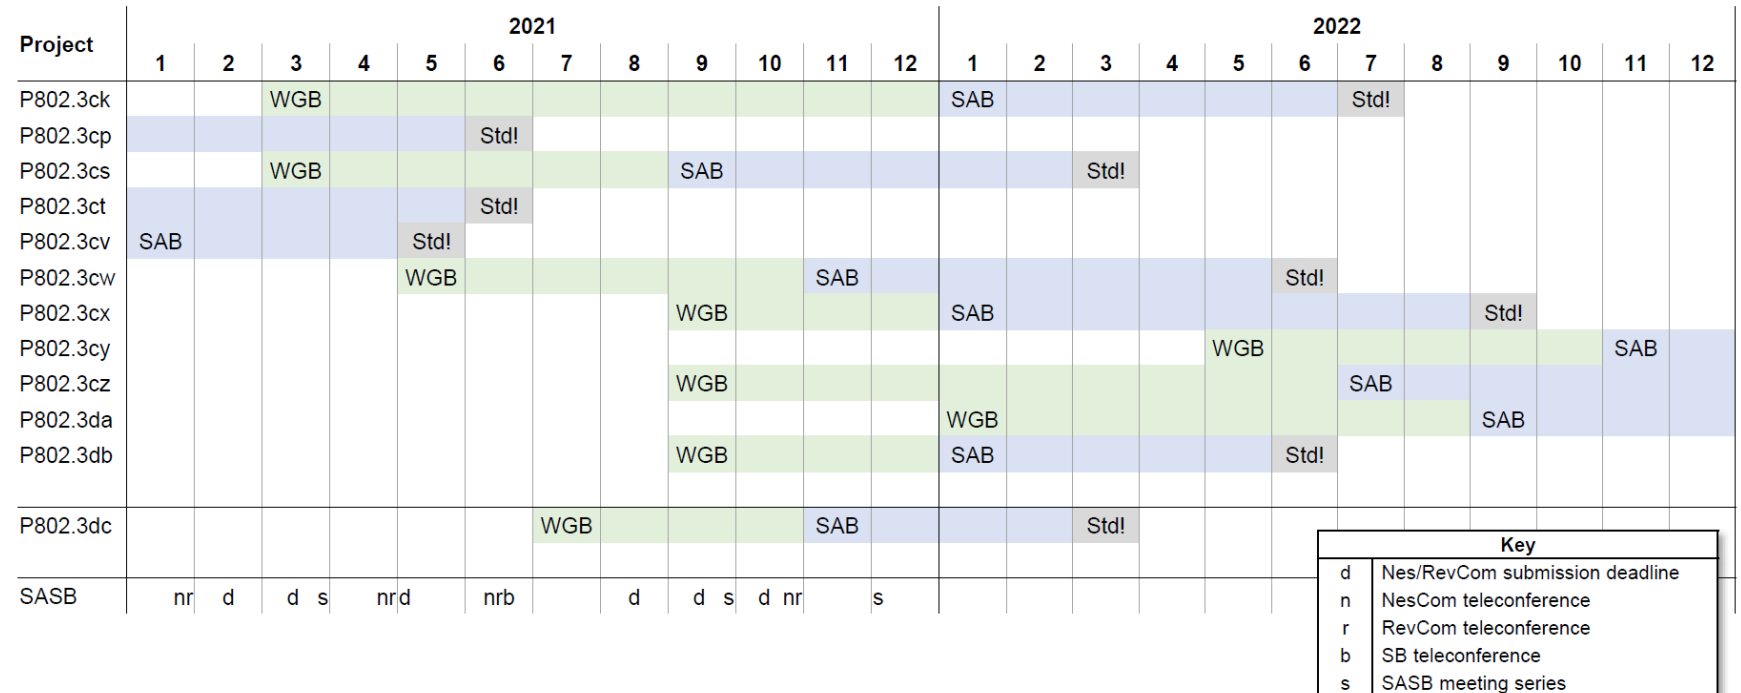 2021 2022
Project
1 2 3 4 5 6 7 8 9 10 11 12 1 2 3 4 5 6 7 8 9 10 11 12
P802.3ck WGB SAB Std!
P802.3cp Std!
P802.3cs WGB SAB Std!
P802.3ct Std!
P802.3cv SAB Std!
P802.3cw WGB SAB Std!
P802.3cx WGB SAB Std!
P802.3cy WGB SAB
P802.3cz WGB SAB
P802.3da WGB SAB
P802.3db WGB SAB Std!
P802.3dc WGB SAB Std!
SASB nr d d s nr d nrb d d s d nr s
Key
d Nes/RevCom submission deadline
n NesCom teleconference
r RevCom teleconference
b SB teleconference
s SASB meeting series